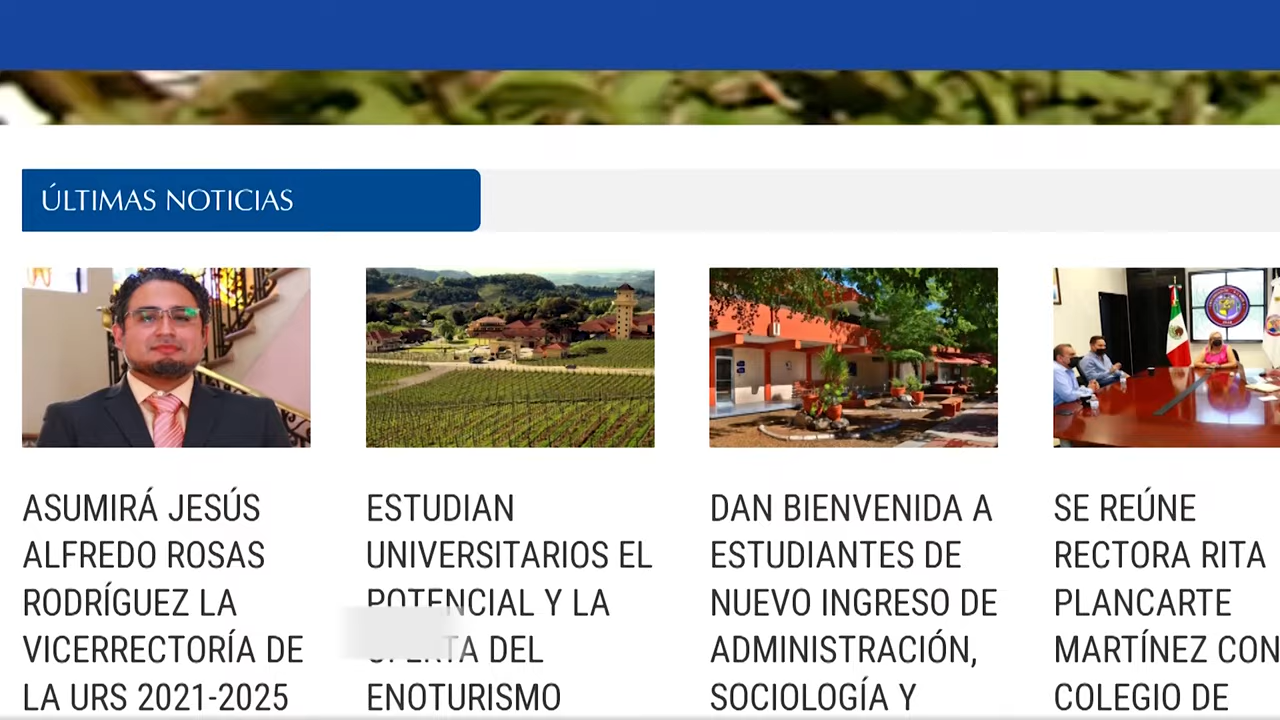 ÚLTIMAS NOTICIAS
ASUMIRÁ JESÚS
ALFREDO ROSAS
RODRÍGUEZ LA
VICERRECTORÍA DE
LA URS 2021-2025
ESTUDIAN
UNIVERSITARIOS EL
POTENCIAL Y LA
DEL
ENOTURISMO
DAN BIENVENIDA A
ESTUDIANTES DE
NUEVO INGRESO DE
ADMINISTRACIÓN,
SOCIOLOGÍA Y
SE REÚNE
RECTORA RITA
PLANCARTE
MARTÍNEZ CON
COLEGIO DE